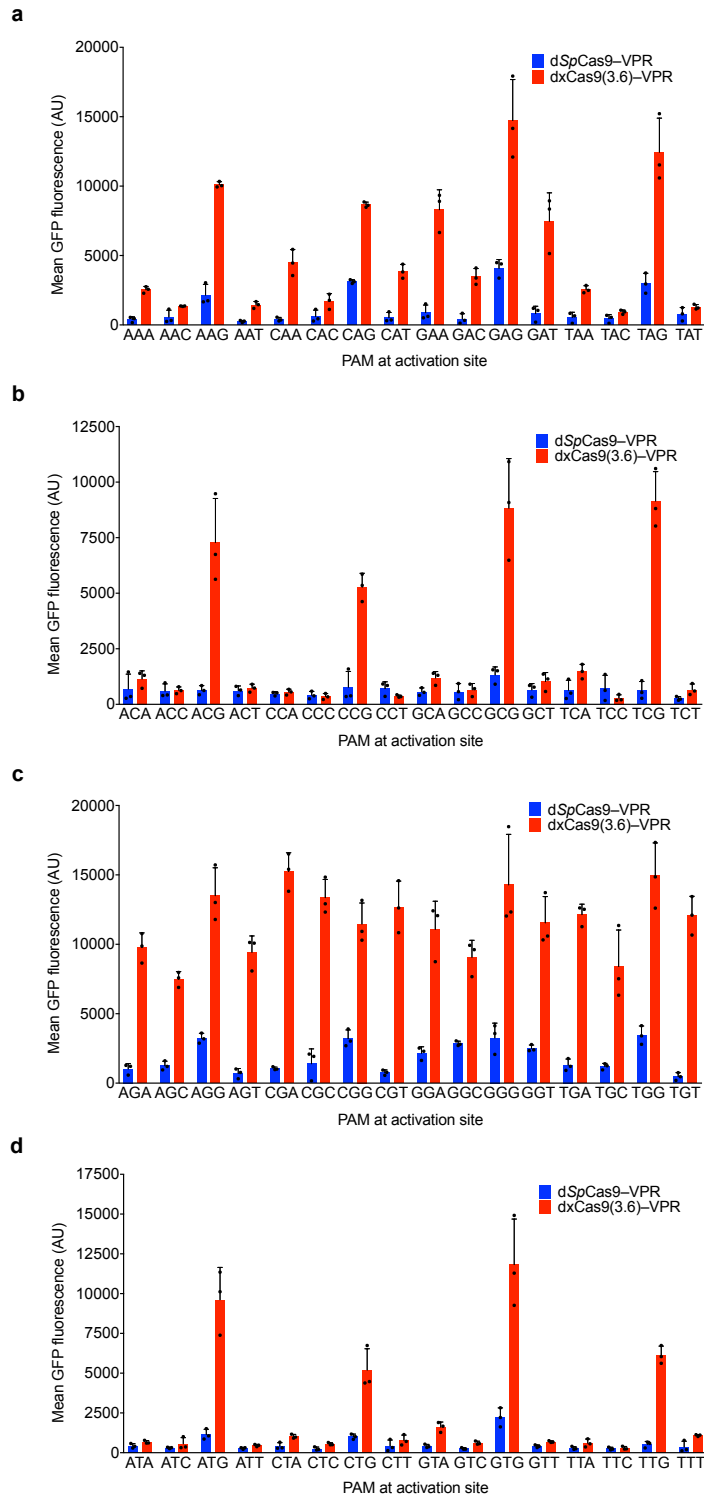 a
20000
15000
10000
5000
0
Mean GFP fluorescence (AU)
dSpCas9–VPR
dxCas9(3.6)–VPR
AAA AAC AAG AAT CAA CAC CAG CAT GAA GAC GAG GAT TAA TAC TAG TAT
PAM at activation site
b
12500
10000
7500
5000
2500
0
Mean GFP fluorescence (AU)
dSpCas9–VPR
dxCas9(3.6)–VPR
ACA ACC ACG ACT CCA CCC CCG CCT GCA GCC GCG GCT TCA TCC TCG TCT
PAM at activation site
c
20000
15000
10000
5000
0
Mean GFP fluorescence (AU)
dSpCas9–VPR
dxCas9(3.6)–VPR
AGA AGC AGG AGT CGA CGC CGG CGT GGA GGC GGG GGT TGA TGC TGG TGT
PAM at activation site
d
17500
15000
12500
10000
7500
5000
2500
0
Mean GFP fluorescence (AU)
dSpCas9–VPR
dxCas9(3.6)–VPR
ATA ATC ATG ATT CTA CTC CTG CTT GTA GTC GTG GTT TTA TTC TTG TTT
PAM at activation site